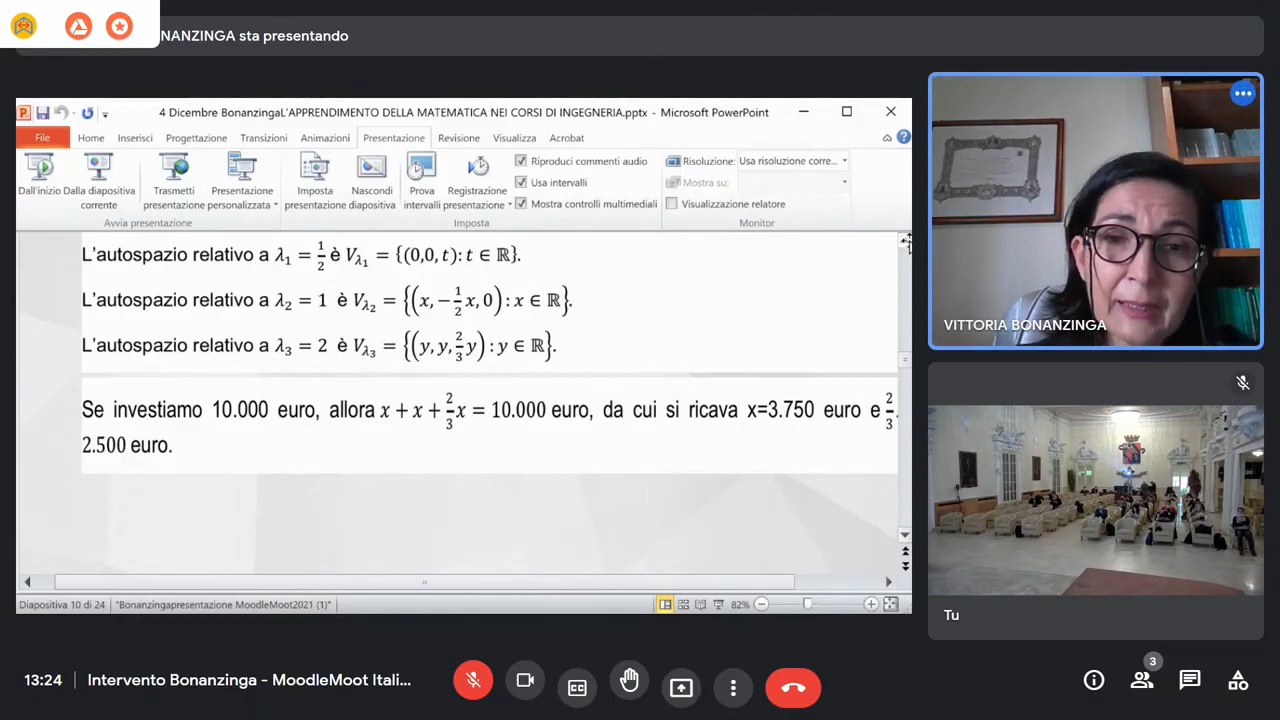 NANZINGA sta presentando
4 Dicembre BonanzingaL'APPRENDIMENTO DELLA MATEMATICA NEI CORSI DI INGEGNERIA.pptx - Microsoft PowerPoint
File Home Inserisci Progettazione Transizioni Animazioni Presentazione Revisione Visualizza Acrobat
Dall'inizio
Dalla diapositiva corrente
Trasmetti presentazione
Presentazione personalizzata
Imposta presentazione
Nascondi diapositiva
Prova intervalli
Registrazione presentazione
Riproduci commenti audio
Usa intervalli
Mostra controlli multimediali
Risoluzione: Usa risoluzione corre...
Mostra su:
Visualizzazione relatore
Avvia presentazione
Imposta
Monitor
L'autospazio relativo a λ₁ = 1/2 è V_λ₁ = {(0,0, t): t ∈ ℝ}.
L'autospazio relativo a λ₂ = 1 è V_λ₂ = {(x, −1/2 x, 0) : x ∈ ℝ}.
L'autospazio relativo a λ₃ = 2 è V_λ₃ = {(y, y, 2/3 y) : y ∈ ℝ}.
Se investiamo 10.000 euro, allora x + x + 2/3 x = 10.000 euro, da cui si ricava x=3.750 euro e 2/3
2.500 euro.
Diapositiva 10 di 24
"Bonanzingapresentazione MoodleMoot2021 (1)"
82%
VITTORIA BONANZINGA
Tu
13:24
Intervento Bonanzinga - MoodleMoot Itali...
CC
3